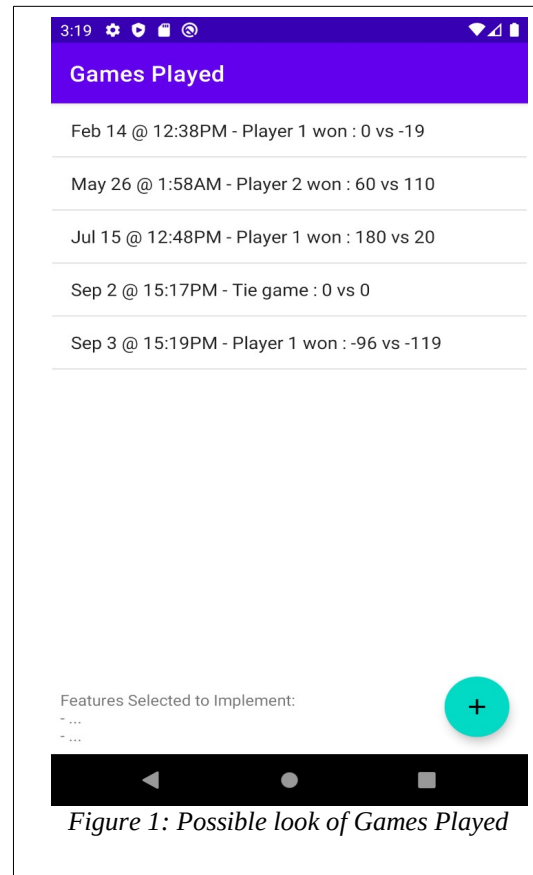 3:19
Games Played
Feb 14 @ 12:38PM - Player 1 won : 0 vs -19
May 26 @ 1:58AM - Player 2 won : 60 vs 110
Jul 15 @ 12:48PM - Player 1 won : 180 vs 20
Sep 2 @ 15:17PM - Tie game : 0 vs 0
Sep 3 @ 15:19PM - Player 1 won : -96 vs -119
Features Selected to Implement:
- ...
- ...
+
Figure 1: Possible look of Games Played